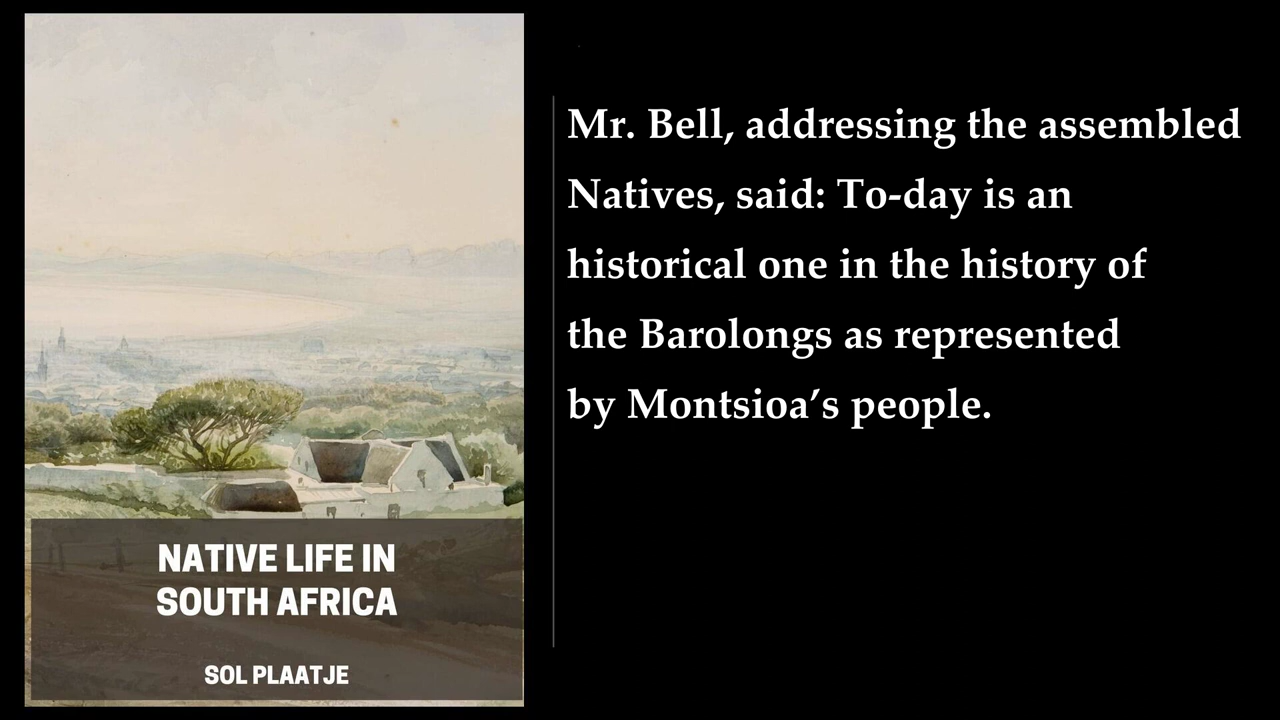 Mr. Bell, addressing the assembled
Natives, said: To-day is an
historical one in the history of
the Barolongs as represented
by Montsioa’s people.
NATIVE LIFE IN
SOUTH AFRICA
SOL PLAATJE